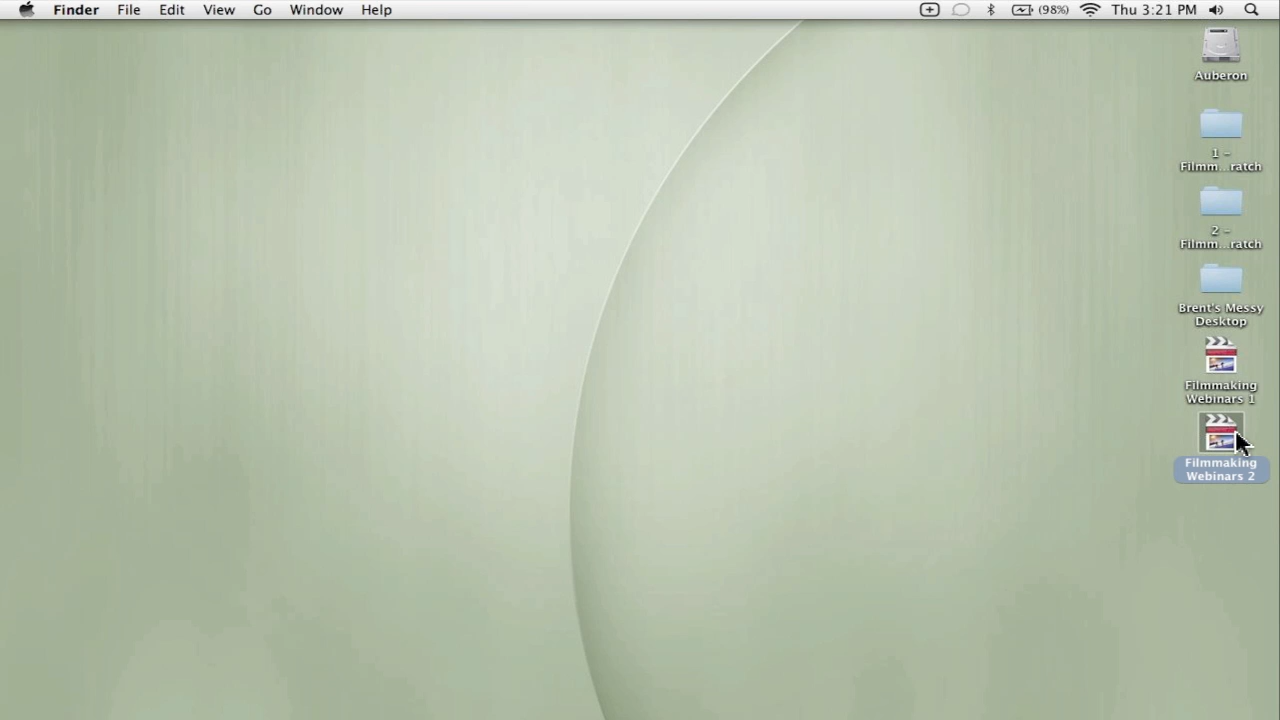 Finder File Edit View Go Window Help (98%) Thu 3:21 PM
Auberon
1 -
Filmm...ratch
2 -
Filmm...ratch
Brent's Messy
Desktop
Filmmaking
Webinars 1
Filmmaking
Webinars 2